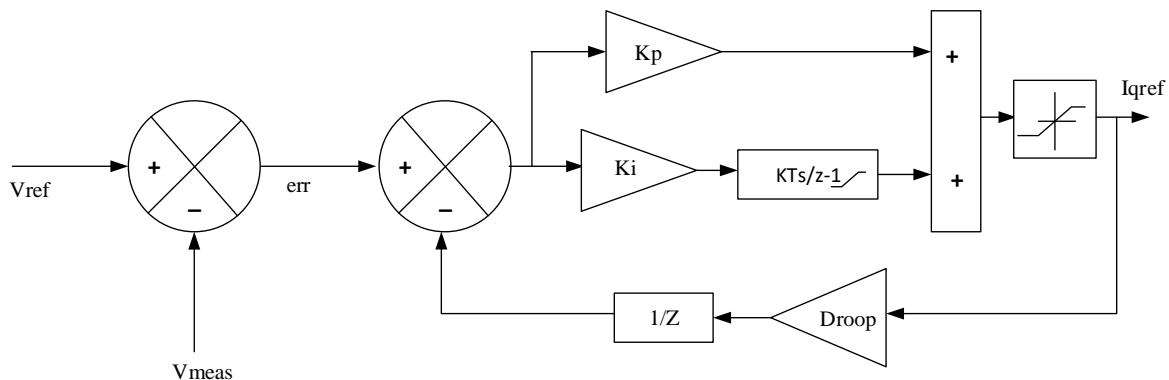 Kp
+
Iqref
+
Vref
err
+
Ki
KTs/z-1
+
−
−
1/Z
Droop
Vmeas